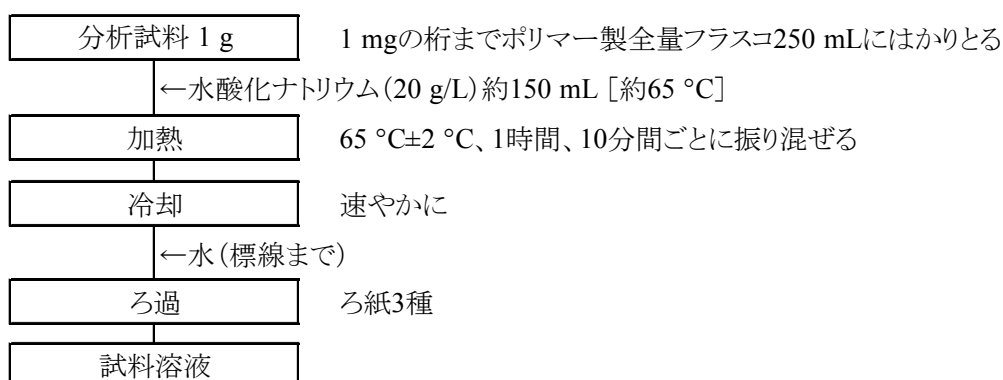 分析試料 1 g 1 mgの桁までポリマー製全量フラスコ250 mLにはかりとる
←水酸化ナトリウム(20 g/L)約150 mL [約65 °C]
加熱 65 °C±2 °C、1時間、10分間ごとに振り混ぜる
冷却 速やかに
←水(標線まで)
ろ過 ろ紙3種
試料溶液